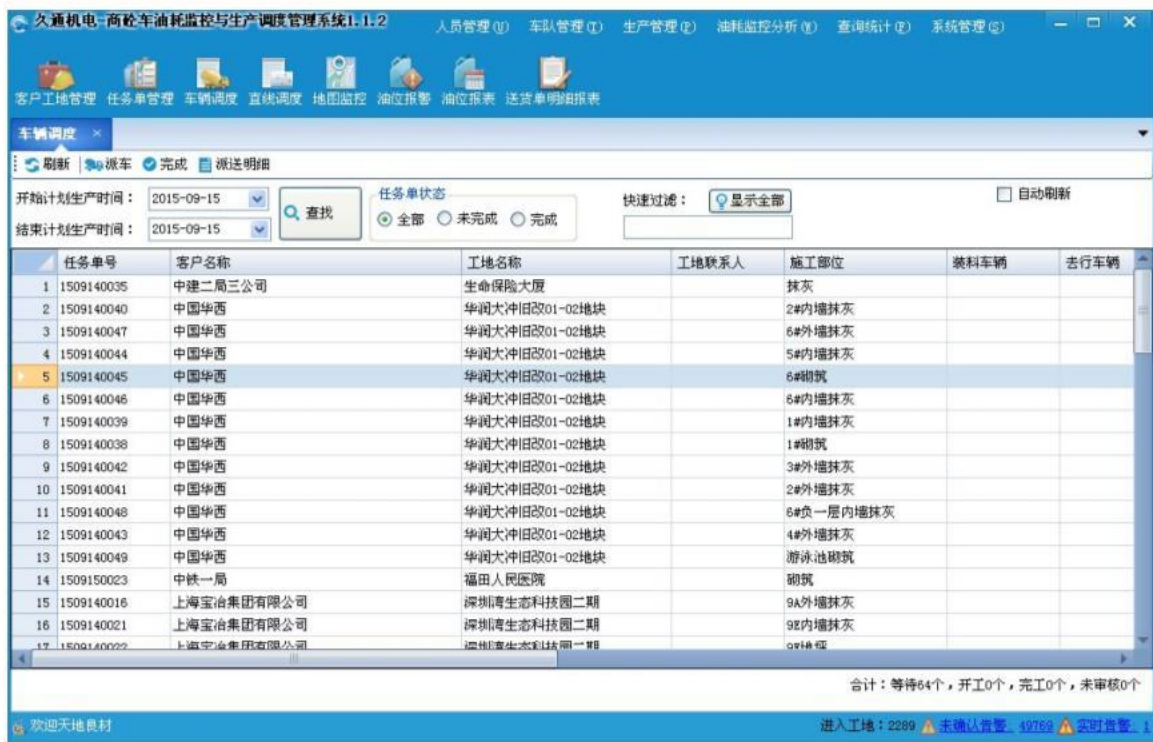 久通机电-商砼车油耗监控与生产调度管理系统1.1.2 人员管理(U) 车队管理(T) 生产管理(P) 油耗监控分析(W) 查询统计(P) 系统管理(S)
客户工地管理 任务单管理 车辆调度 直线调度 地图监控 油位报警 油位报表 送货单明细报表
车辆调度
刷新 派车 完成 派送明细
开始计划生产时间： 2015-09-15 查找 任务单状态 全部 未完成 完成 快速过滤： 显示全部 自动刷新
结束计划生产时间： 2015-09-15
任务单号 客户名称 工地名称 工地联系人 施工部位 装料车辆 去行车辆
1 1509140035 中建二局三公司 生命保险大厦 抹灰
2 1509140040 中国华西 华润大冲旧改01-02地块 2#内墙抹灰
3 1509140047 中国华西 华润大冲旧改01-02地块 6#外墙抹灰
4 1509140044 中国华西 华润大冲旧改01-02地块 5#内墙抹灰
5 1509140045 中国华西 华润大冲旧改01-02地块 6#砌筑
6 1509140046 中国华西 华润大冲旧改01-02地块 6#内墙抹灰
7 1509140039 中国华西 华润大冲旧改01-02地块 1#内墙抹灰
8 1509140038 中国华西 华润大冲旧改01-02地块 1#砌筑
9 1509140042 中国华西 华润大冲旧改01-02地块 3#外墙抹灰
10 1509140041 中国华西 华润大冲旧改01-02地块 2#外墙抹灰
11 1509140048 中国华西 华润大冲旧改01-02地块 6#负一层内墙抹灰
12 1509140043 中国华西 华润大冲旧改01-02地块 4#外墙抹灰
13 1509140049 中国华西 华润大冲旧改01-02地块 游泳池砌筑
14 1509150023 中铁一局 福田人民医院 砌筑
15 1509140016 上海宝冶集团有限公司 深圳湾生态科技园二期 9A外墙抹灰
16 1509140021 上海宝冶集团有限公司 深圳湾生态科技园二期 9E内墙抹灰
17 1509140022 上海宝冶集团有限公司 深圳湾生态科技园二期
合计：等待64个，开工0个，完工0个，未审核0个
欢迎天地良材 进入工地：2289 未确认告警：49769 实时告警：1